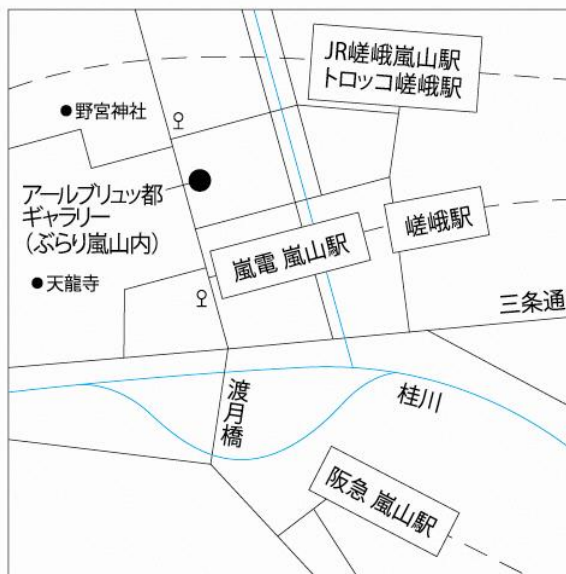 JR嵯峨嵐山駅
トロッコ嵯峨駅
野宮神社
アールブリュッ都
ギャラリー
（ぶらり嵐山内）
嵯峨駅
嵐電 嵐山駅
天龍寺
三条通
渡月橋
桂川
阪急 嵐山駅